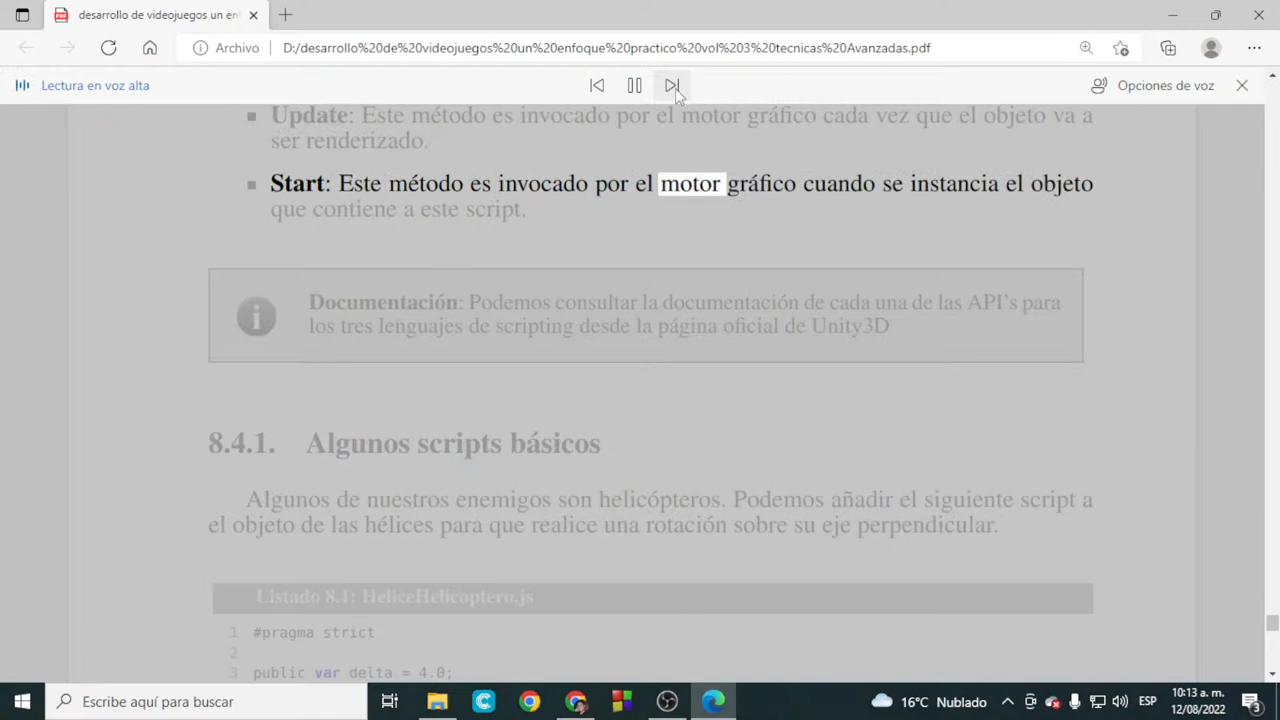 desarrollo de videojuegos un en
Archivo
D:/desarrollo%20de%20videojuegos%20un%20enfoque%20practico%20vol%203%20tecnicas%20Avanzadas.pdf
Lectura en voz alta
Opciones de voz
Update: Este método es invocado por el motor gráfico cada vez que el objeto va a
ser renderizado.
Start: Este método es invocado por el motor gráfico cuando se instancia el objeto
que contiene a este script.
Documentación: Podemos consultar la documentación de cada una de las API's para
los tres lenguajes de scripting desde la página oficial de Unity3D
8.4.1. Algunos scripts básicos
Algunos de nuestros enemigos son helicópteros. Podemos añadir el siguiente script a
el objeto de las hélices para que realice una rotación sobre su eje perpendicular.
Listado 8.1: HeliceHelicoptero.js
1 #pragma strict
2
3 public var delta = 4.0;
Escribe aquí para buscar
16°C Nublado
ESP
10:13 a. m.
12/08/2022
3